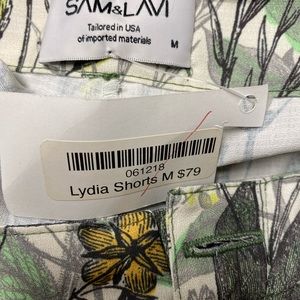 SAM&LAVI
Tailored in USA
of imported materials
M
061218
Lydia Shorts M $79